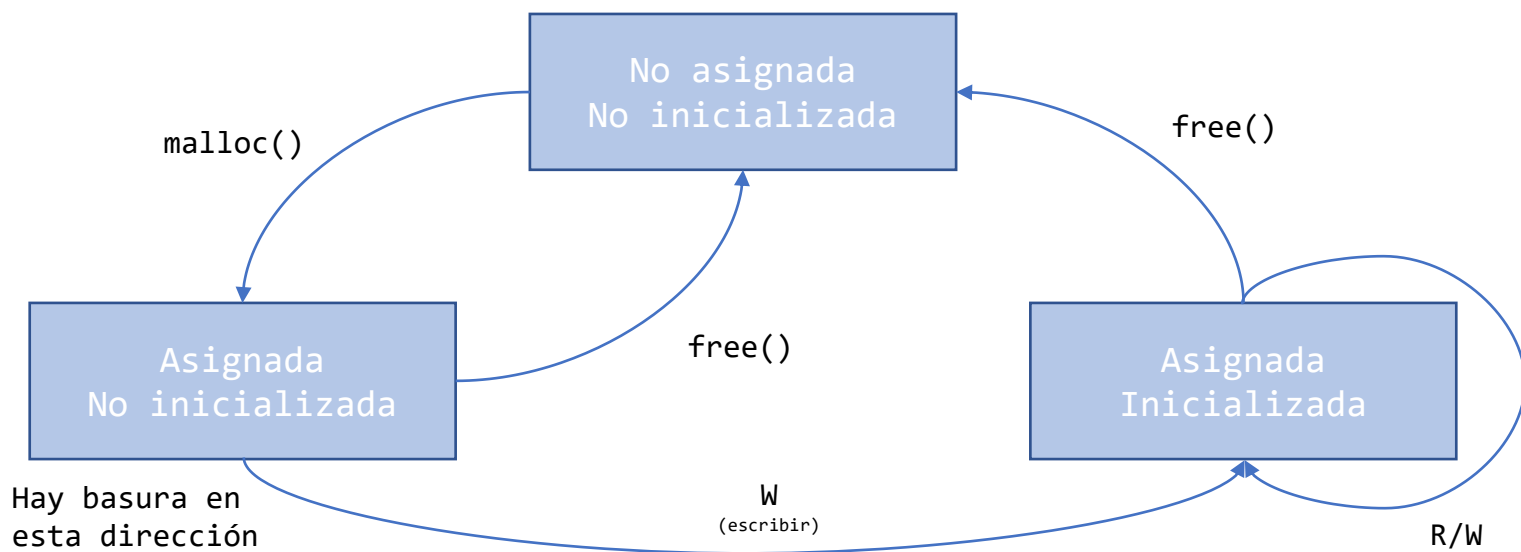 No asignada
No inicializada
malloc()
free()
free()
Asignada
No inicializada
Asignada
Inicializada
Hay basura en
esta dirección
W
(escribir)
R/W